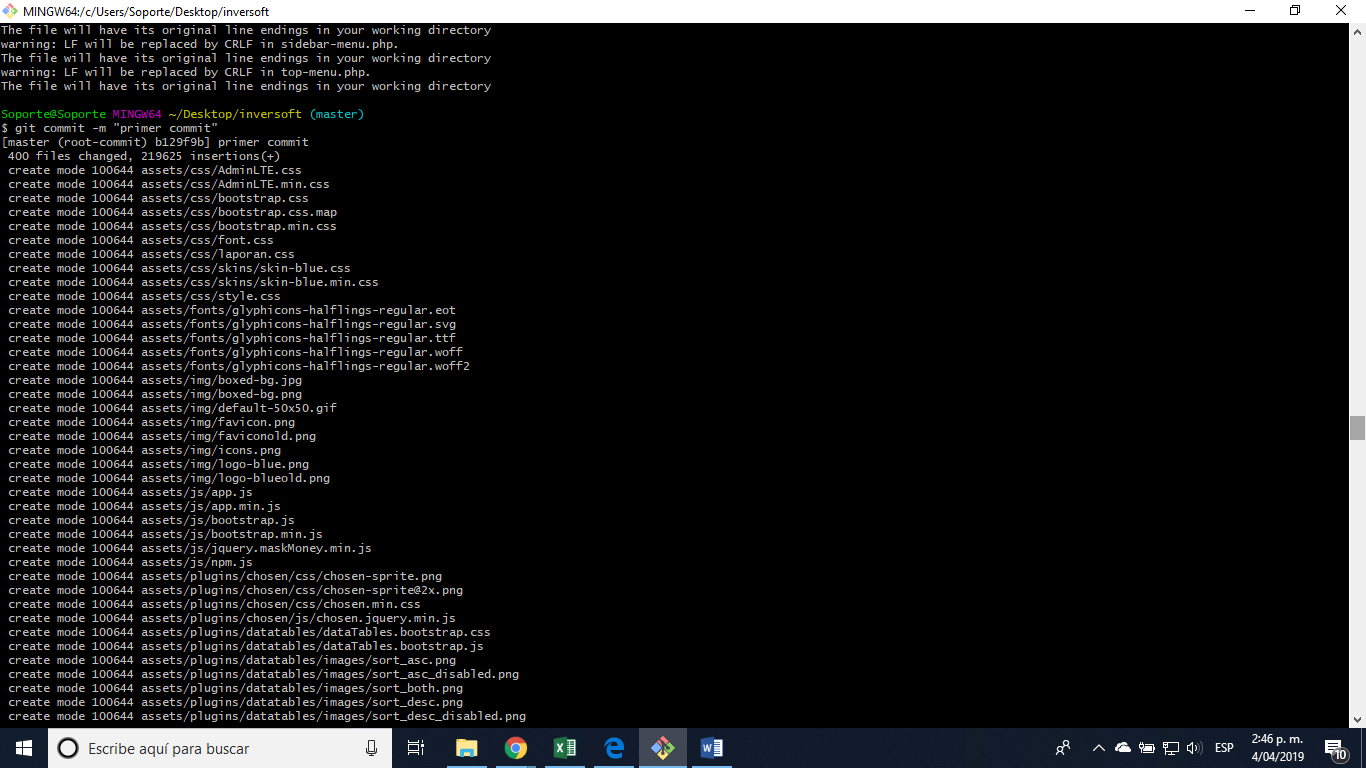 MINGW64:/c/Users/Soporte/Desktop/inversoft
The file will have its original line endings in your working directory
warning: LF will be replaced by CRLF in sidebar-menu.php.
The file will have its original line endings in your working directory
warning: LF will be replaced by CRLF in top-menu.php.
The file will have its original line endings in your working directory
Soporte@Soporte MINGW64 ~/Desktop/inversoft (master)
$ git commit -m "primer commit"
[master (root-commit) b129f9b] primer commit
400 files changed, 219625 insertions(+)
create mode 100644 assets/css/AdminLTE.css
create mode 100644 assets/css/AdminLTE.min.css
create mode 100644 assets/css/bootstrap.css
create mode 100644 assets/css/bootstrap.css.map
create mode 100644 assets/css/bootstrap.min.css
create mode 100644 assets/css/font.css
create mode 100644 assets/css/laporan.css
create mode 100644 assets/css/skins/skin-blue.css
create mode 100644 assets/css/skins/skin-blue.min.css
create mode 100644 assets/css/style.css
create mode 100644 assets/fonts/glyphicons-halflings-regular.eot
create mode 100644 assets/fonts/glyphicons-halflings-regular.svg
create mode 100644 assets/fonts/glyphicons-halflings-regular.ttf
create mode 100644 assets/fonts/glyphicons-halflings-regular.woff
create mode 100644 assets/fonts/glyphicons-halflings-regular.woff2
create mode 100644 assets/img/boxed-bg.jpg
create mode 100644 assets/img/boxed-bg.png
create mode 100644 assets/img/default-50x50.gif
create mode 100644 assets/img/favicon.png
create mode 100644 assets/img/faviconold.png
create mode 100644 assets/img/icons.png
create mode 100644 assets/img/logo-blue.png
create mode 100644 assets/img/logo-blueold.png
create mode 100644 assets/js/app.js
create mode 100644 assets/js/app.min.js
create mode 100644 assets/js/bootstrap.js
create mode 100644 assets/js/bootstrap.min.js
create mode 100644 assets/js/jquery.maskMoney.min.js
create mode 100644 assets/js/npm.js
create mode 100644 assets/plugins/chosen/css/chosen-sprite.png
create mode 100644 assets/plugins/chosen/css/chosen-sprite@2x.png
create mode 100644 assets/plugins/chosen/css/chosen.min.css
create mode 100644 assets/plugins/chosen/js/chosen.jquery.min.js
create mode 100644 assets/plugins/datatables/dataTables.bootstrap.css
create mode 100644 assets/plugins/datatables/dataTables.bootstrap.js
create mode 100644 assets/plugins/datatables/images/sort_asc.png
create mode 100644 assets/plugins/datatables/images/sort_asc_disabled.png
create mode 100644 assets/plugins/datatables/images/sort_both.png
create mode 100644 assets/plugins/datatables/images/sort_desc.png
create mode 100644 assets/plugins/datatables/images/sort_desc_disabled.png
Escribe aquí para buscar
ESP
2:46 p. m.
4/04/2019
10